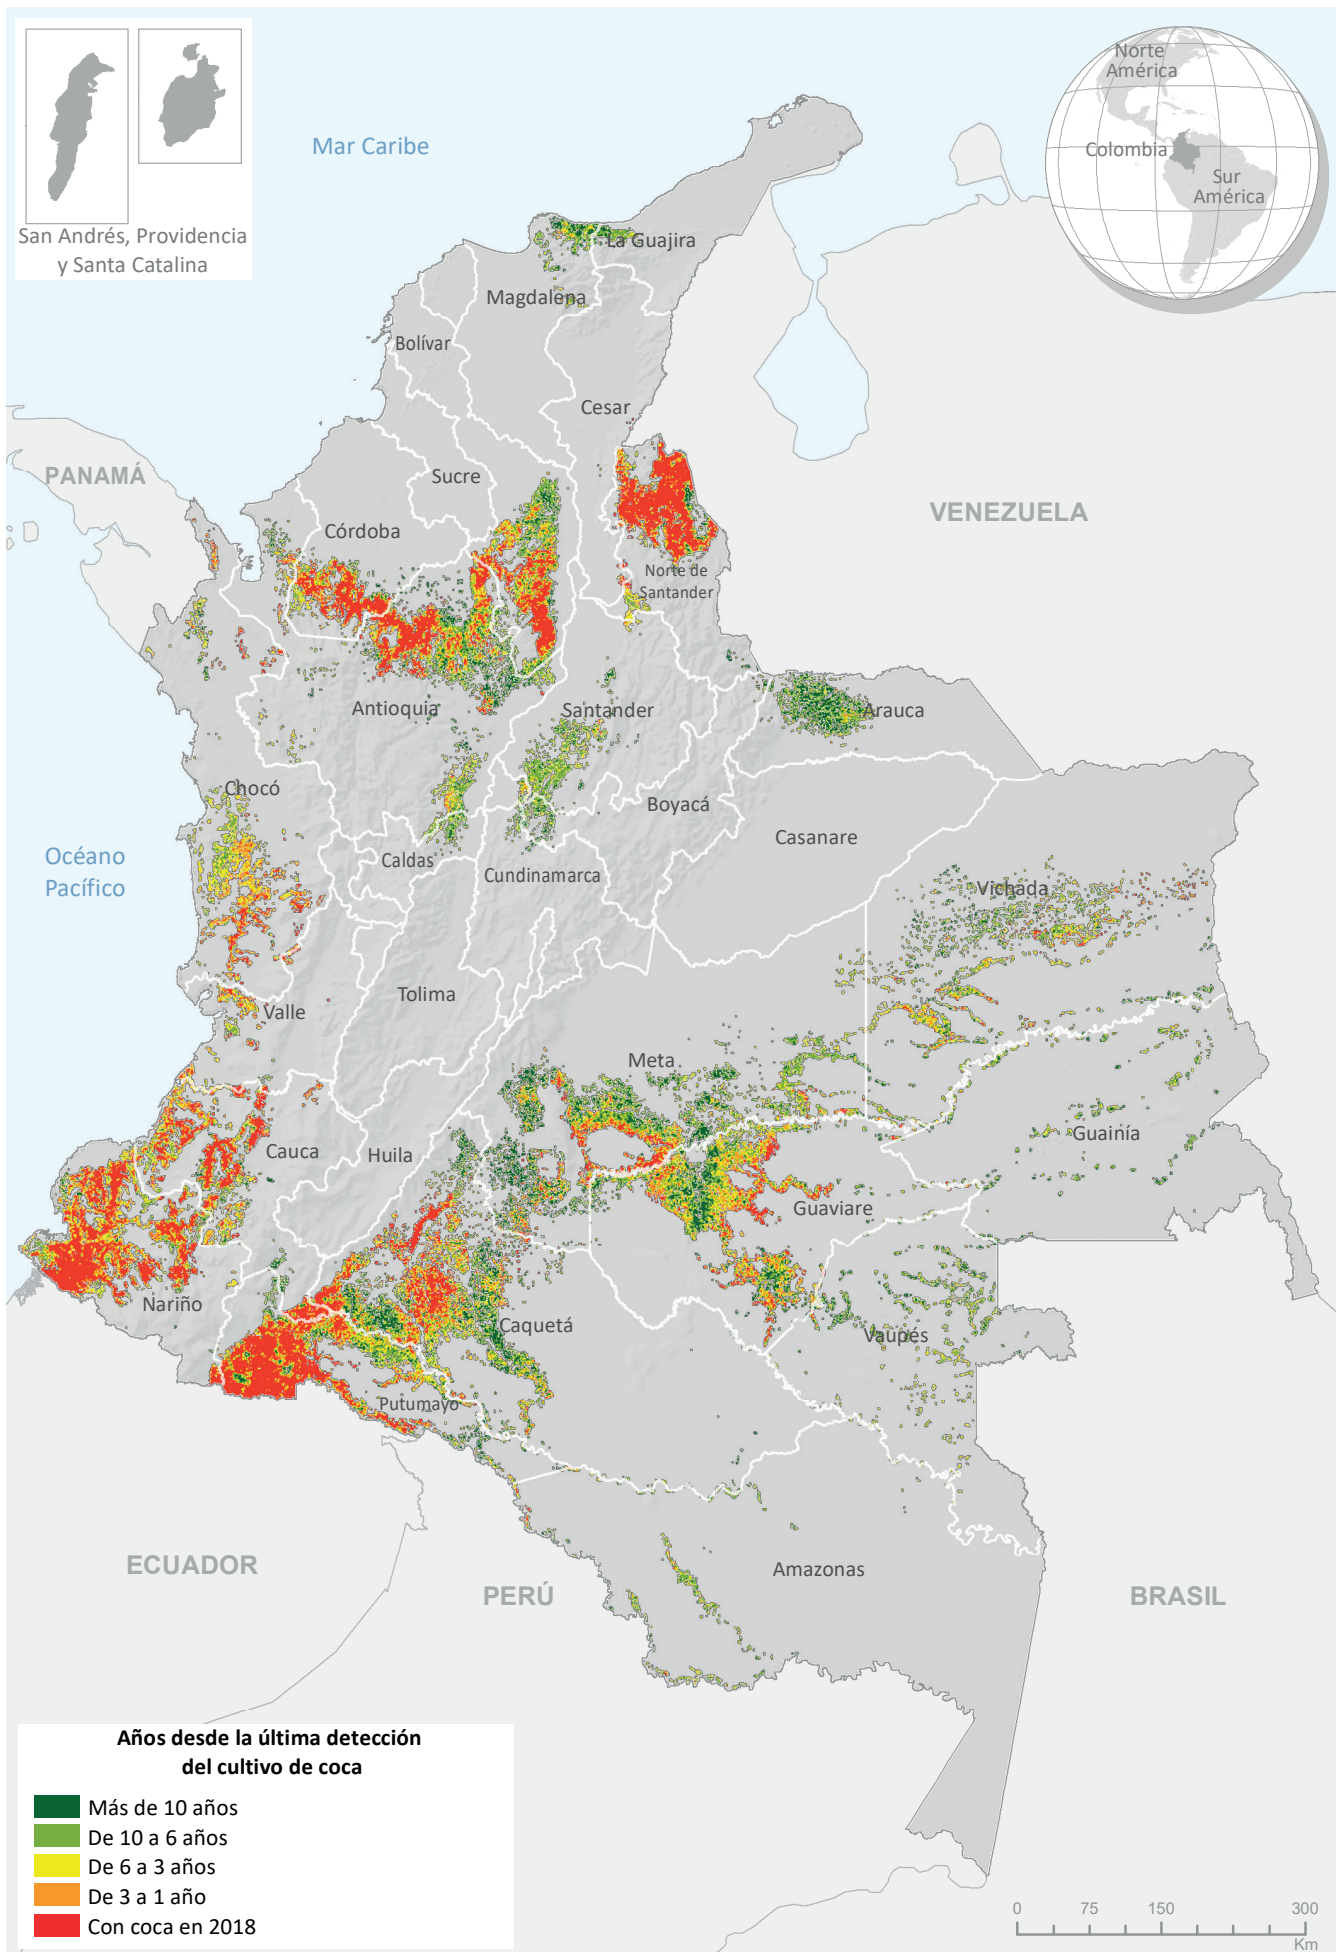 San Andrés, Providencia
y Santa Catalina
Mar Caribe
Norte
América
Colombia
Sur
América
La Guajira
Magdalena
Bolívar
Cesar
PANAMÁ
Sucre
VENEZUELA
Córdoba
Norte de
Santander
Antioquia
Santander
Arauca
Chocó
Boyacá
Casanare
Océano
Pacífico
Caldas
Cundinamarca
Vichada
Tolima
Valle
Meta
Guainía
Cauca
Huila
Guaviare
Nariño
Caquetá
Vaupés
Putumayo
ECUADOR
PERÚ
Amazonas
BRASIL
Años desde la última detección
del cultivo de coca
Más de 10 años
De 10 a 6 años
De 6 a 3 años
De 3 a 1 año
Con coca en 2018
0 75 150 300
Km